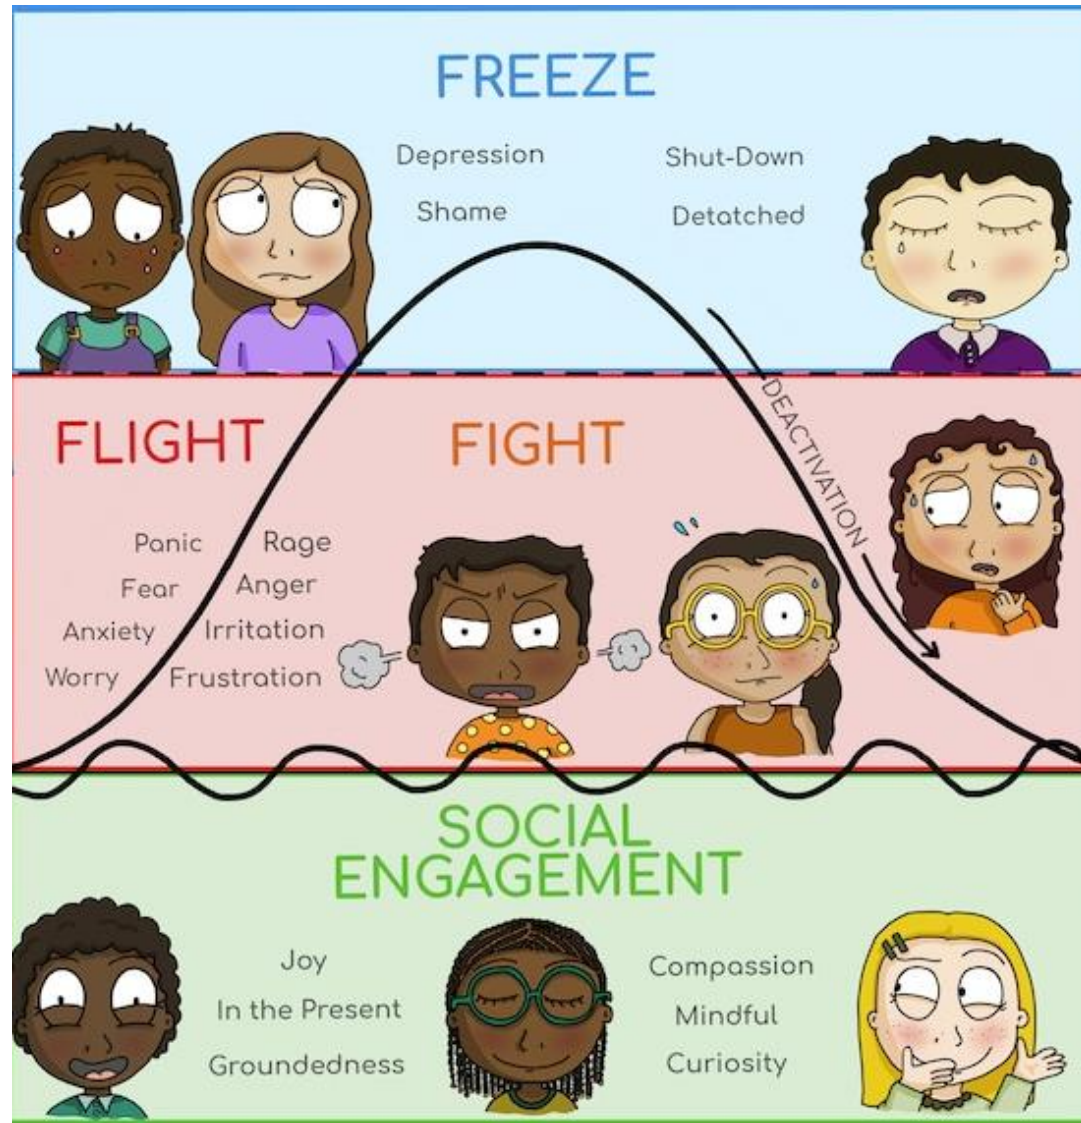 FREEZE
Depression
Shut-Down
Shame
Detatched
FLIGHT
FIGHT
DEACTIVATION
Panic
Rage
Fear
Anger
Anxiety
Irritation
Worry
Frustration
SOCIAL
ENGAGEMENT
Joy
In the Present
Groundedness
Compassion
Mindful
Curiosity